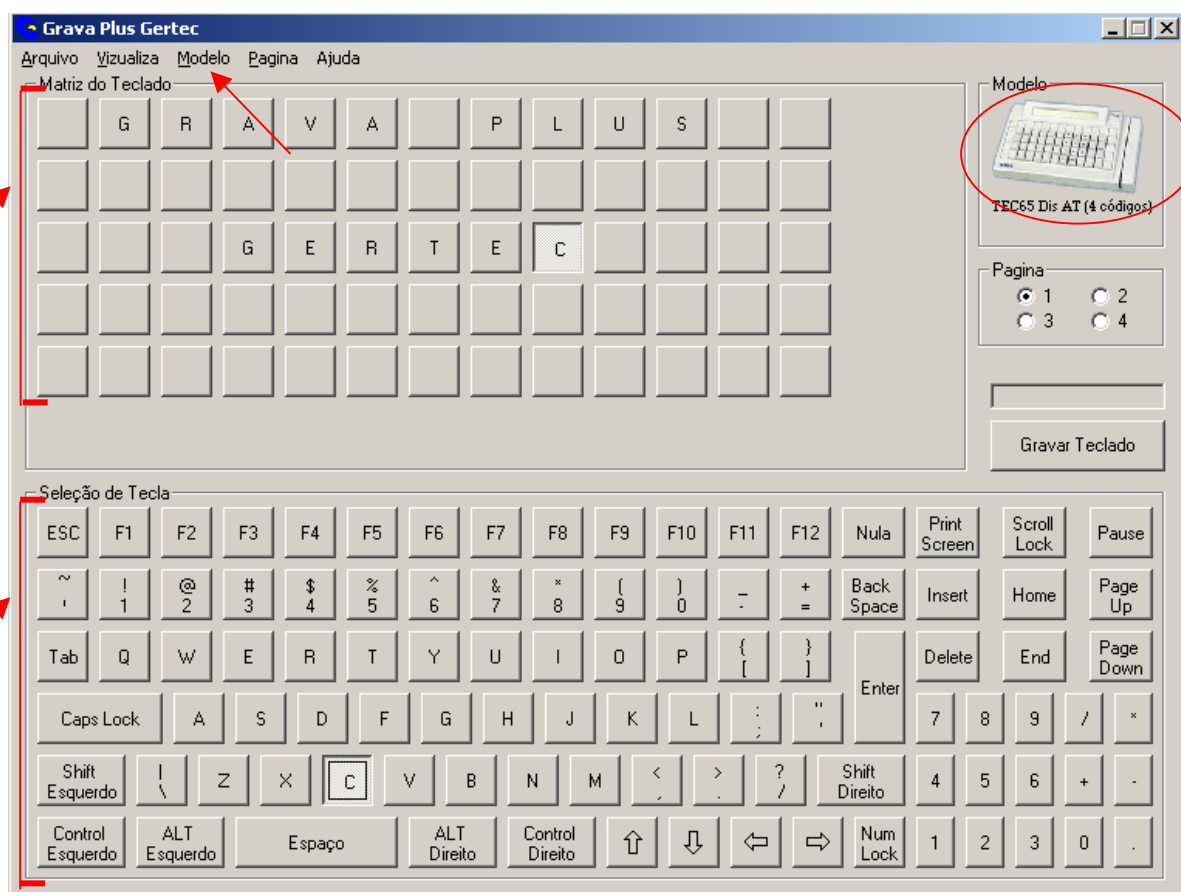 Grava Plus Gertec
Arquivo Vizualiza Modelo Pagina Ajuda
Matriz do Teclado
G R A V A P L U S
G E R T E C
Modelo
TEC65 Dis AT (4 códigos)
Pagina
1 2
3 4
Gravar Teclado
Seleção de Tecla
ESC F1 F2 F3 F4 F5 F6 F7 F8 F9 F10 F11 F12 Nula Print Screen Scroll Lock Pause
~ ' ! 1 @ 2 # 3 $ 4 % 5 ^ 6 & 7 * 8 ( 9 ) 0 _ - + = Back Space Insert Home Page Up
Tab Q W E R T Y U I O P { [ } ] Enter Delete End Page Down
Caps Lock A S D F G H J K L : ; " ' 7 8 9 / *
Shift Esquerdo | \ Z X C V B N M < , > . ? / Shift Direito 4 5 6 + -
Control Esquerdo ALT Esquerdo Espaço ALT Direito Control Direito ⇧ ⇩ ⇦ ⇨ Num Lock 1 2 3 0 .